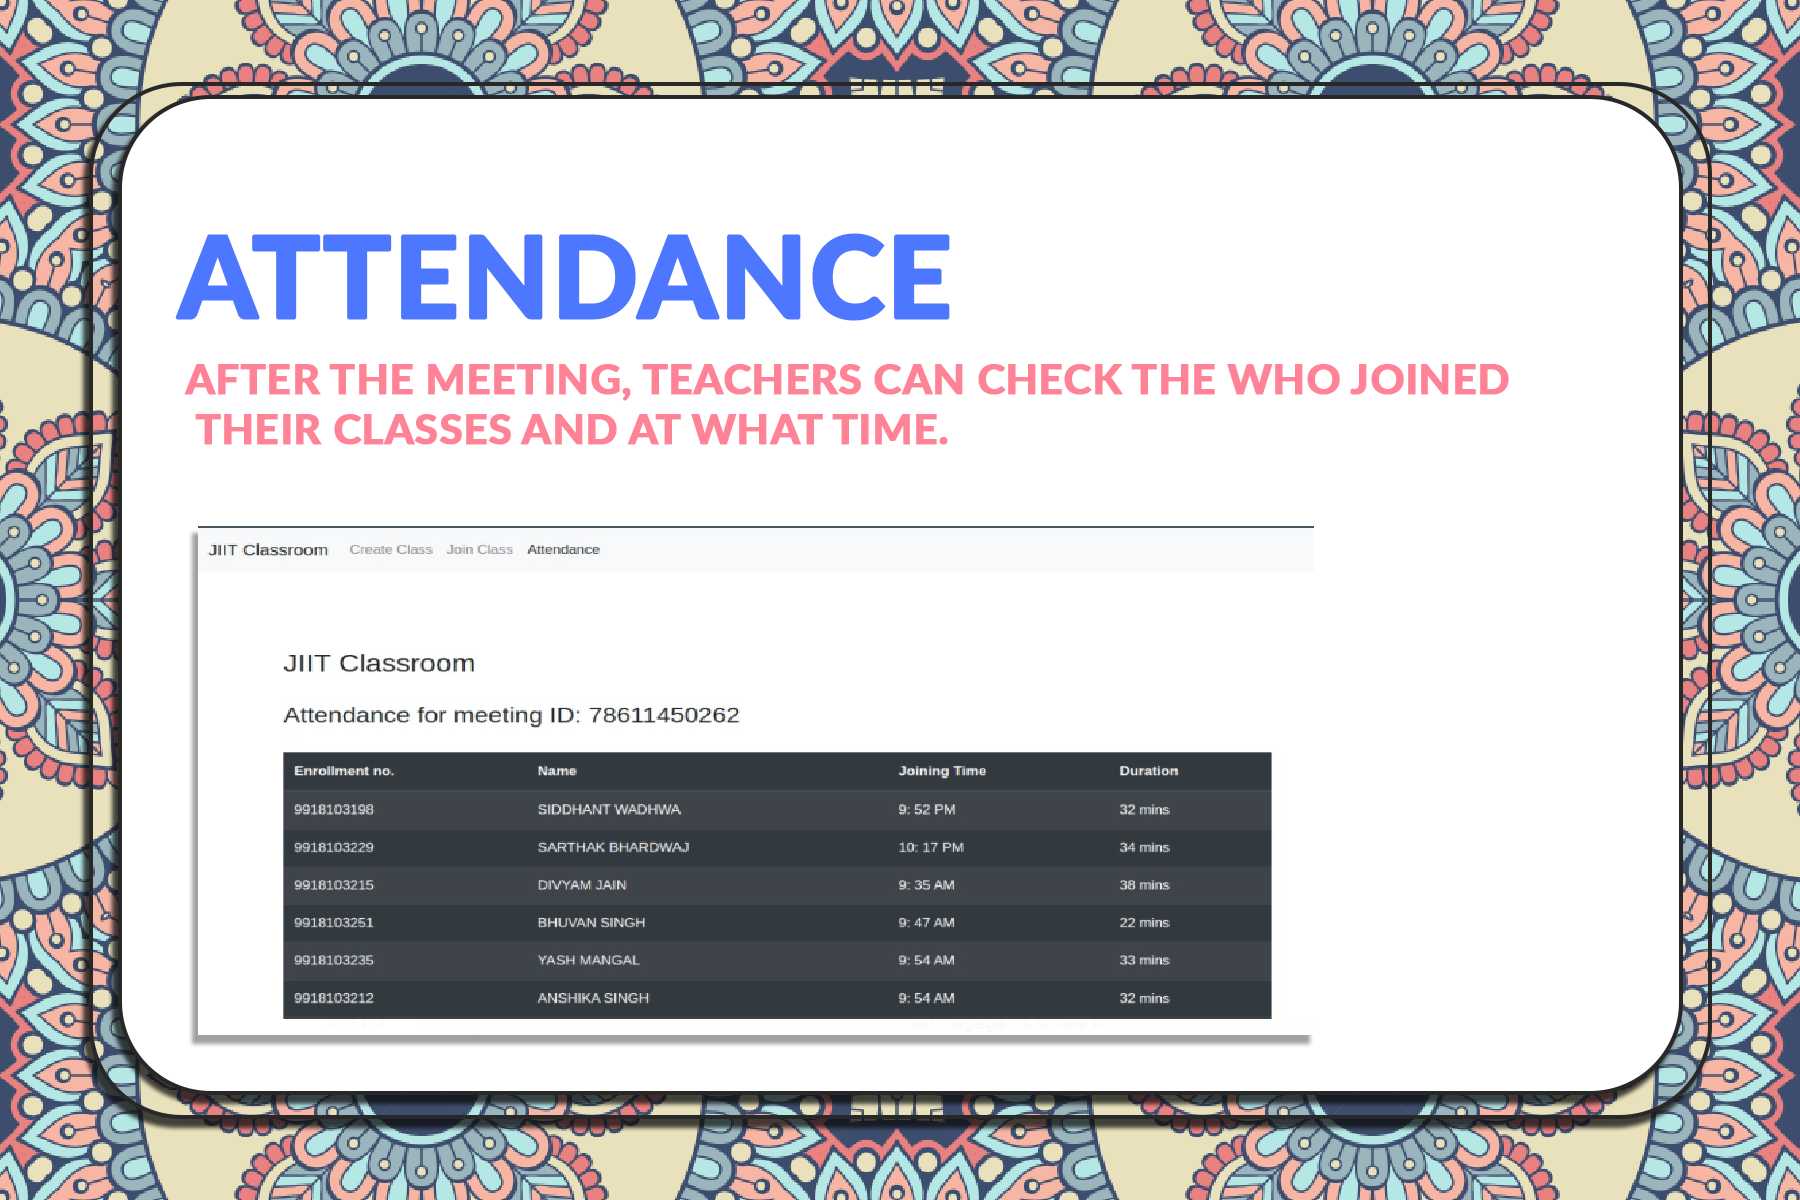 ATTENDANCE
AFTER THE MEETING, TEACHERS CAN CHECK THE WHO JOINED
THEIR CLASSES AND AT WHAT TIME.
JIIT Classroom Create Class Join Class Attendance
JIIT Classroom
Attendance for meeting ID: 78611450262
Enrollment no. Name Joining Time Duration
9918103198 SIDDHANT WADHWA 9: 52 PM 32 mins
9918103229 SARTHAK BHARDWAJ 10: 17 PM 34 mins
9918103215 DIVYAM JAIN 9: 35 AM 38 mins
9918103251 BHUVAN SINGH 9: 47 AM 22 mins
9918103235 YASH MANGAL 9: 54 AM 33 mins
9918103212 ANSHIKA SINGH 9: 54 AM 32 mins